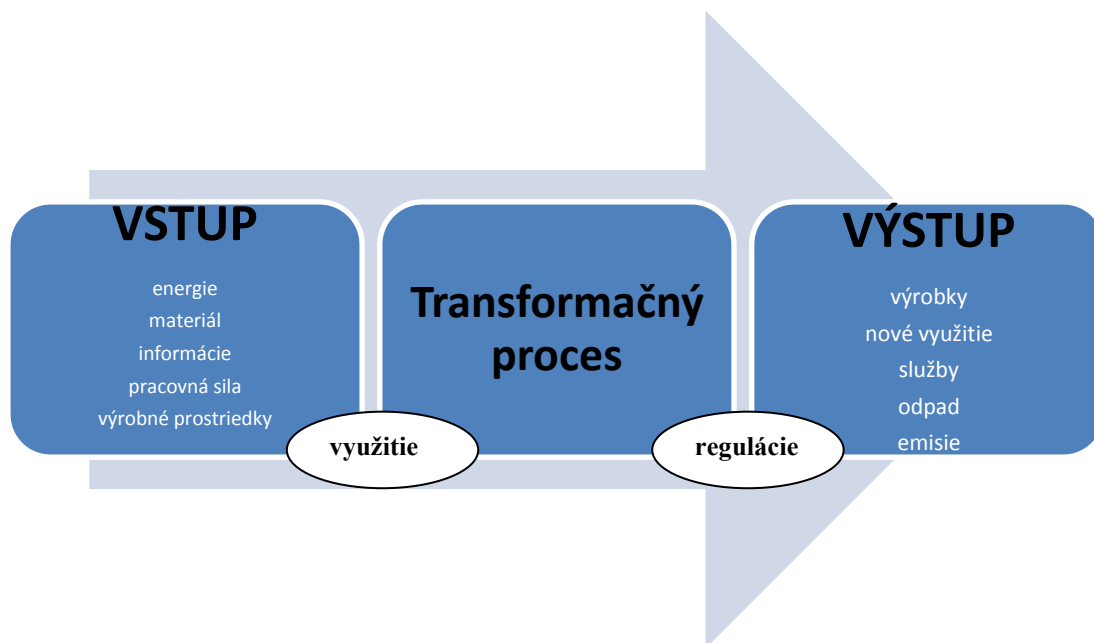 VSTUP
energie
materiál
informácie
pracovná sila
výrobné prostriedky
využitie
Transformačný
proces
regulácie
VÝSTUP
výrobky
nové využitie
služby
odpad
emisie